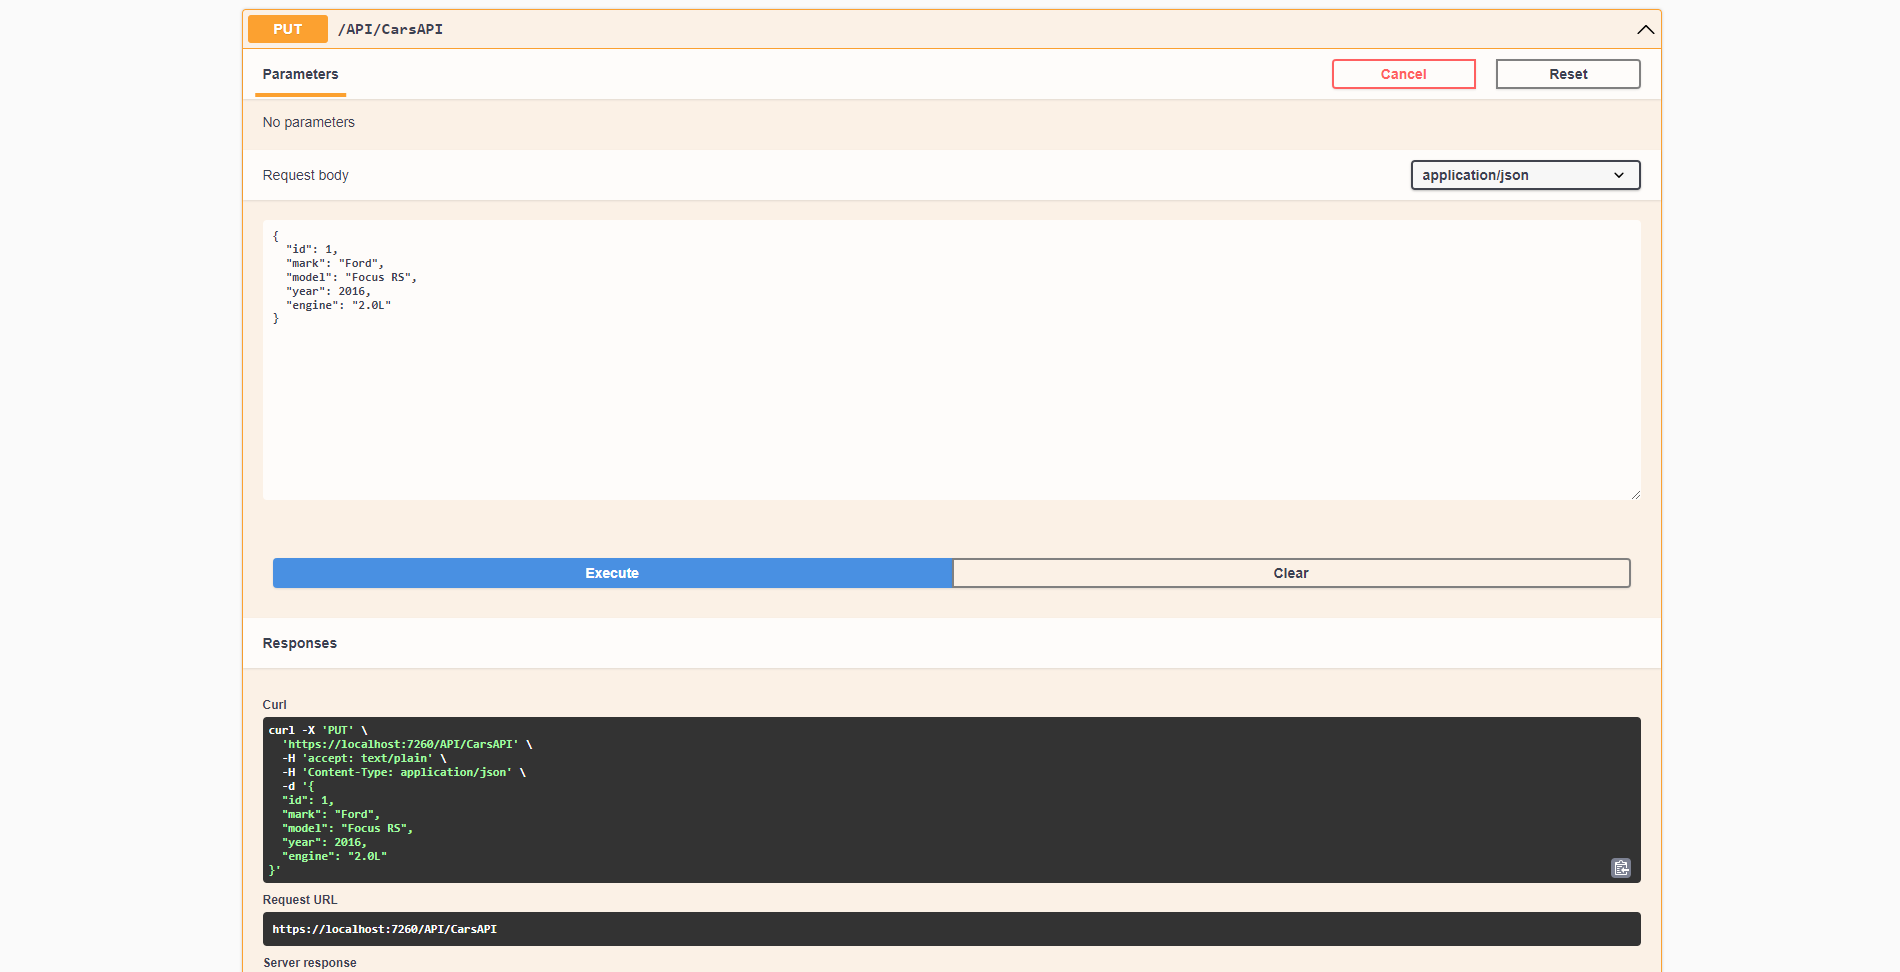 PUT /API/CarsAPI
Parameters Cancel Reset
No parameters
Request body application/json
{
  "id": 1,
  "mark": "Ford",
  "model": "Focus RS",
  "year": 2016,
  "engine": "2.0L"
}
Execute Clear
Responses
Curl
curl -X 'PUT' \
  'https://localhost:7260/API/CarsAPI' \
  -H 'accept: text/plain' \
  -H 'Content-Type: application/json' \
  -d '{
  "id": 1,
  "mark": "Ford",
  "model": "Focus RS",
  "year": 2016,
  "engine": "2.0L"
}'
Request URL
https://localhost:7260/API/CarsAPI
Server response